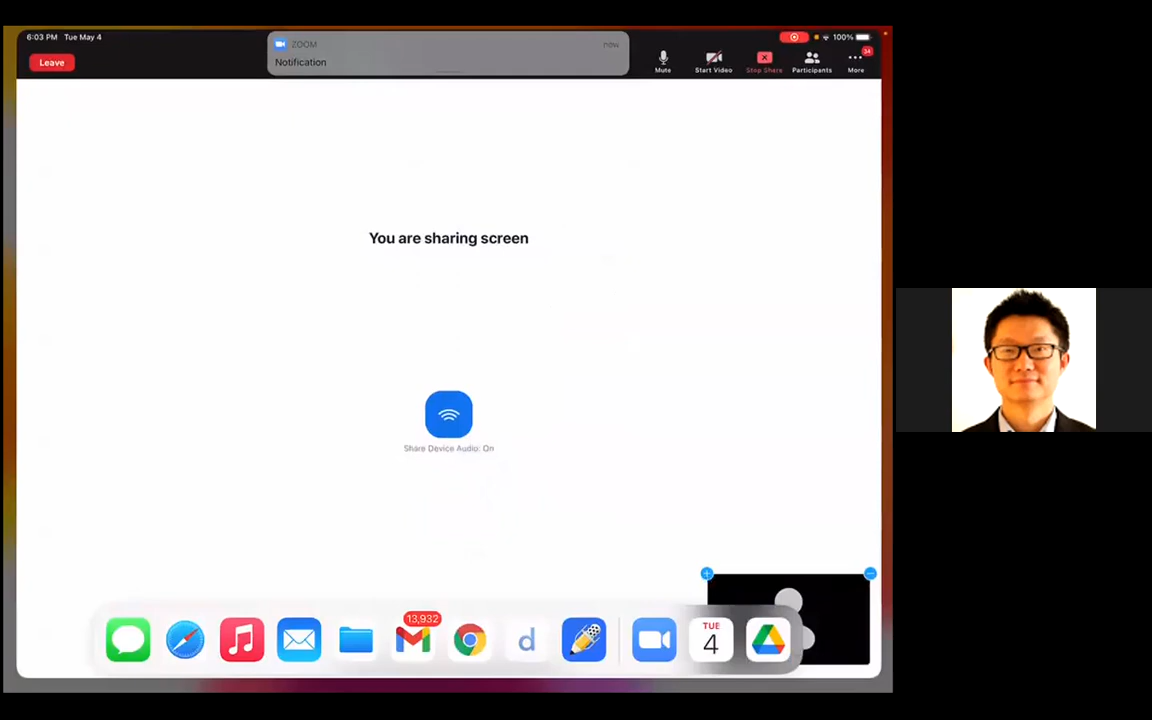 6:03 PM Tue May 4
100%
ZOOM
now
Notification
Leave
Mute
Start Video
Stop Share
Participants
34
More
You are sharing screen
Share Device Audio: On
13,932
d
TUE
4